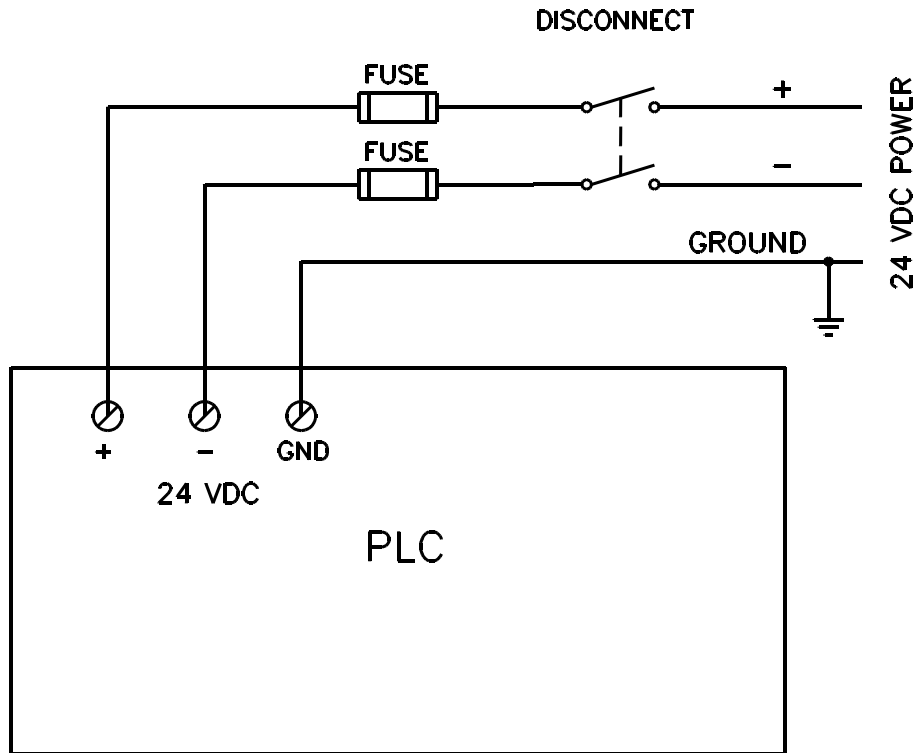 DISCONNECT
FUSE
+
FUSE
−
24 VDC POWER
GROUND
+
−
GND
24 VDC
PLC